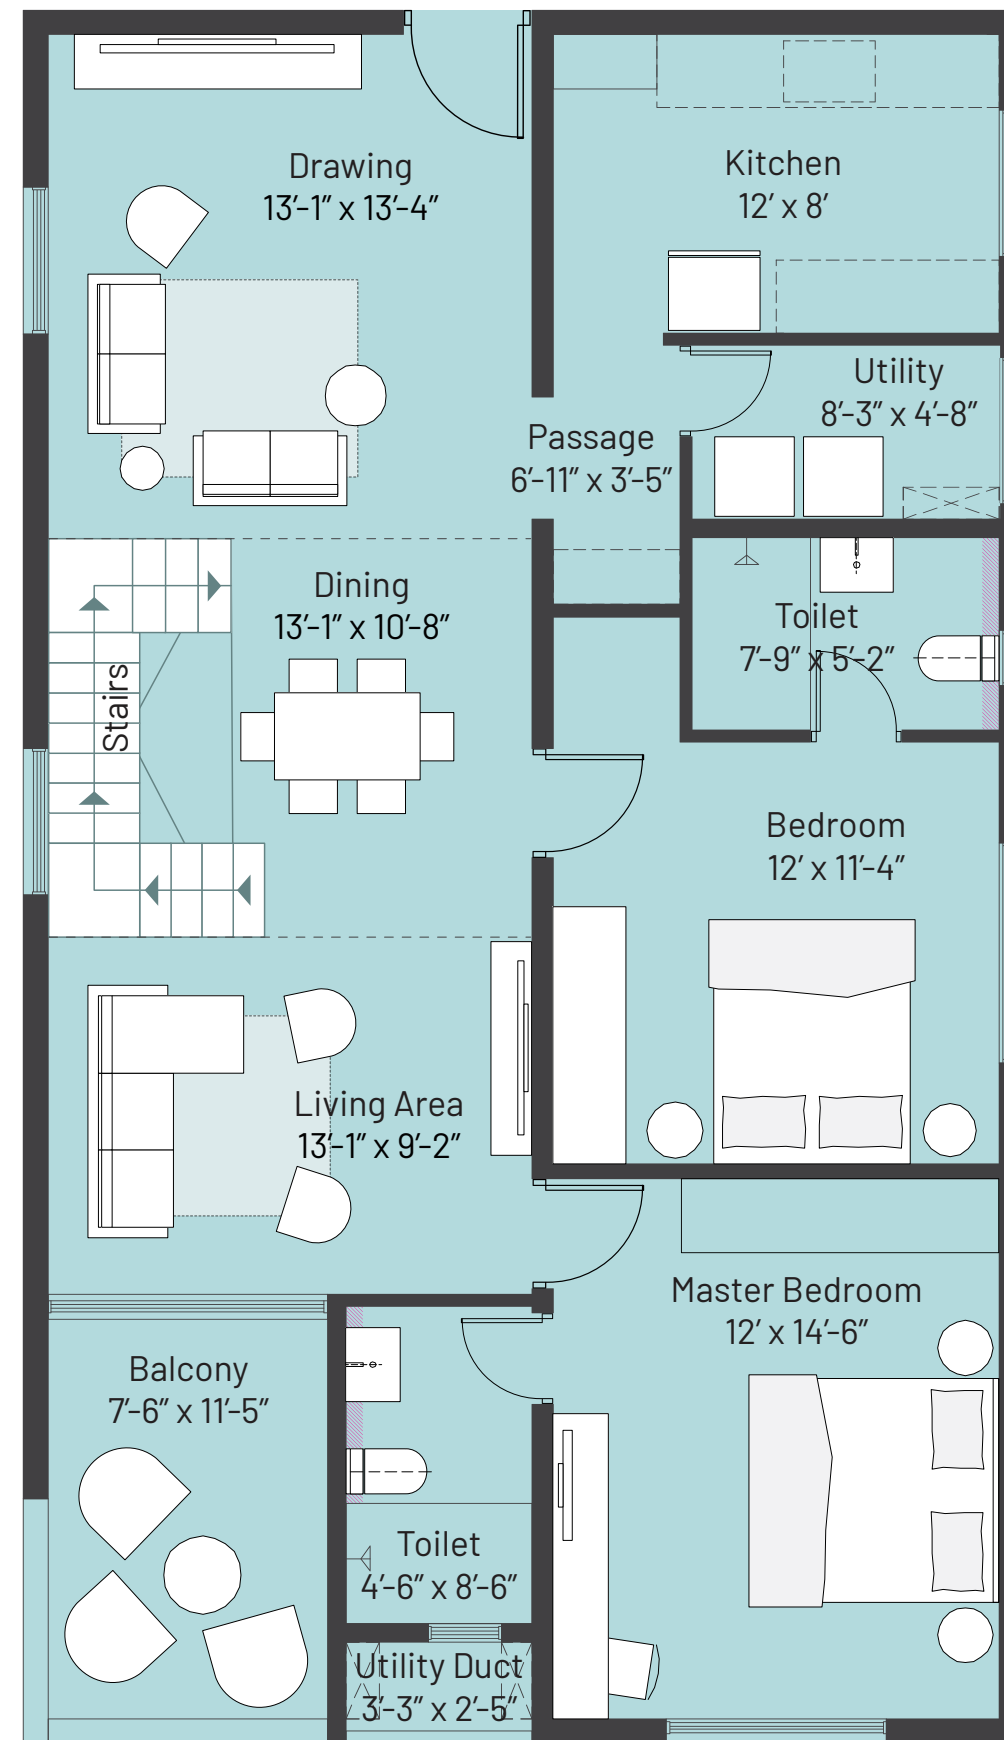 Drawing
13’-1” x 13’-4”
Kitchen
12’ x 8’
Utility
8’-3” x 4’-8”
Passage
6’-11” x 3’-5”
Dining
13’-1” x 10’-8”
Toilet
7’-9” x 5’-2”
Stairs
Bedroom
12’ x 11’-4”
Living Area
13’-1” x 9’-2”
Master Bedroom
12’ x 14’-6”
Balcony
7’-6” x 11’-5”
Toilet
4’-6” x 8’-6”
Utility Duct
3’-3” x 2’-5”